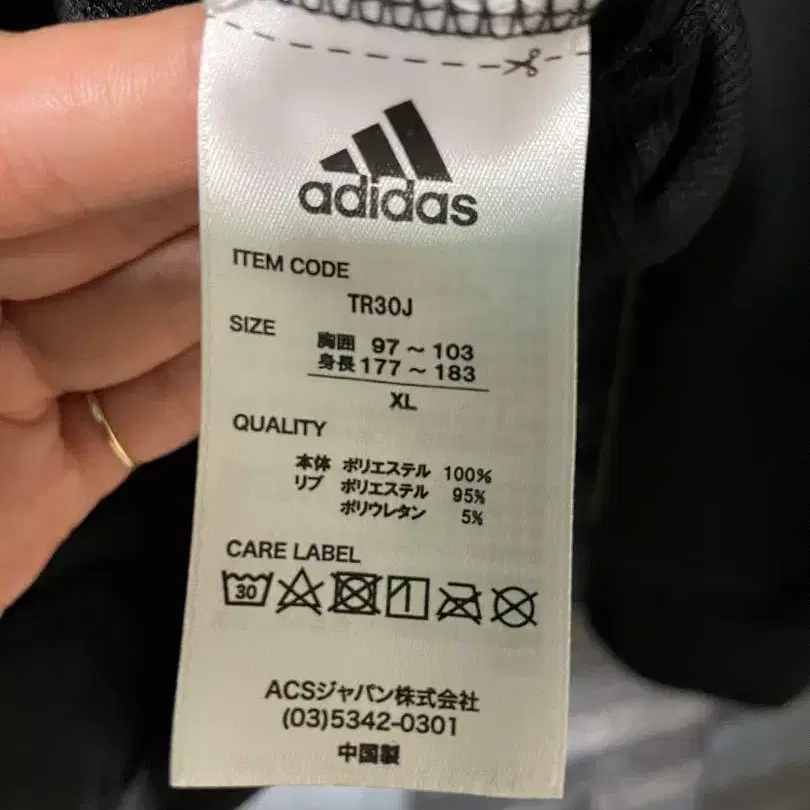 adidas
ITEM CODE
TR30J
SIZE
胸囲 97～103
身長 177～183
XL
QUALITY
本体 ポリエステル 100%
リブ ポリエステル 95%
ポリウレタン 5%
CARE LABEL
30
ACSジャパン株式会社
(03)5342-0301
中国製